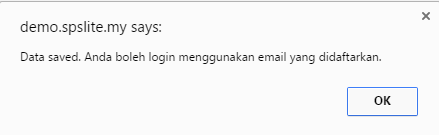 demo.spslite.my says:
Data saved. Anda boleh login menggunakan email yang didaftarkan.
OK